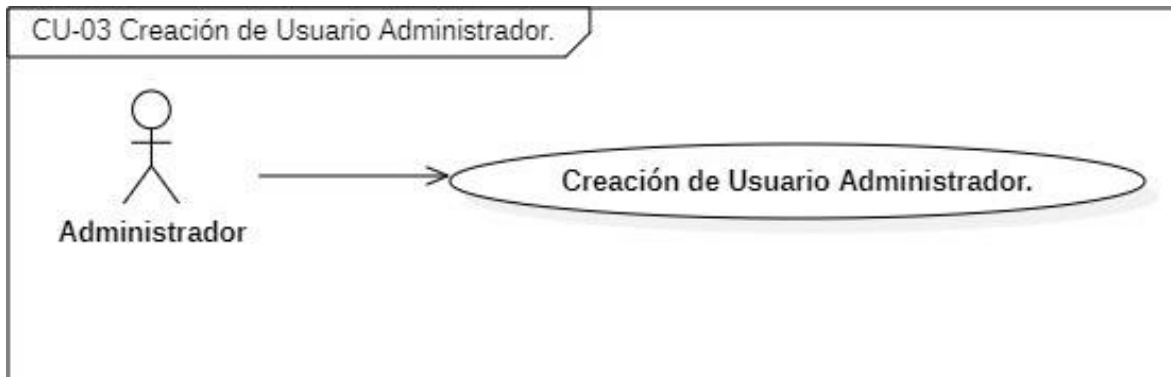 CU-03 Creación de Usuario Administrador.
Creación de Usuario Administrador.
Administrador